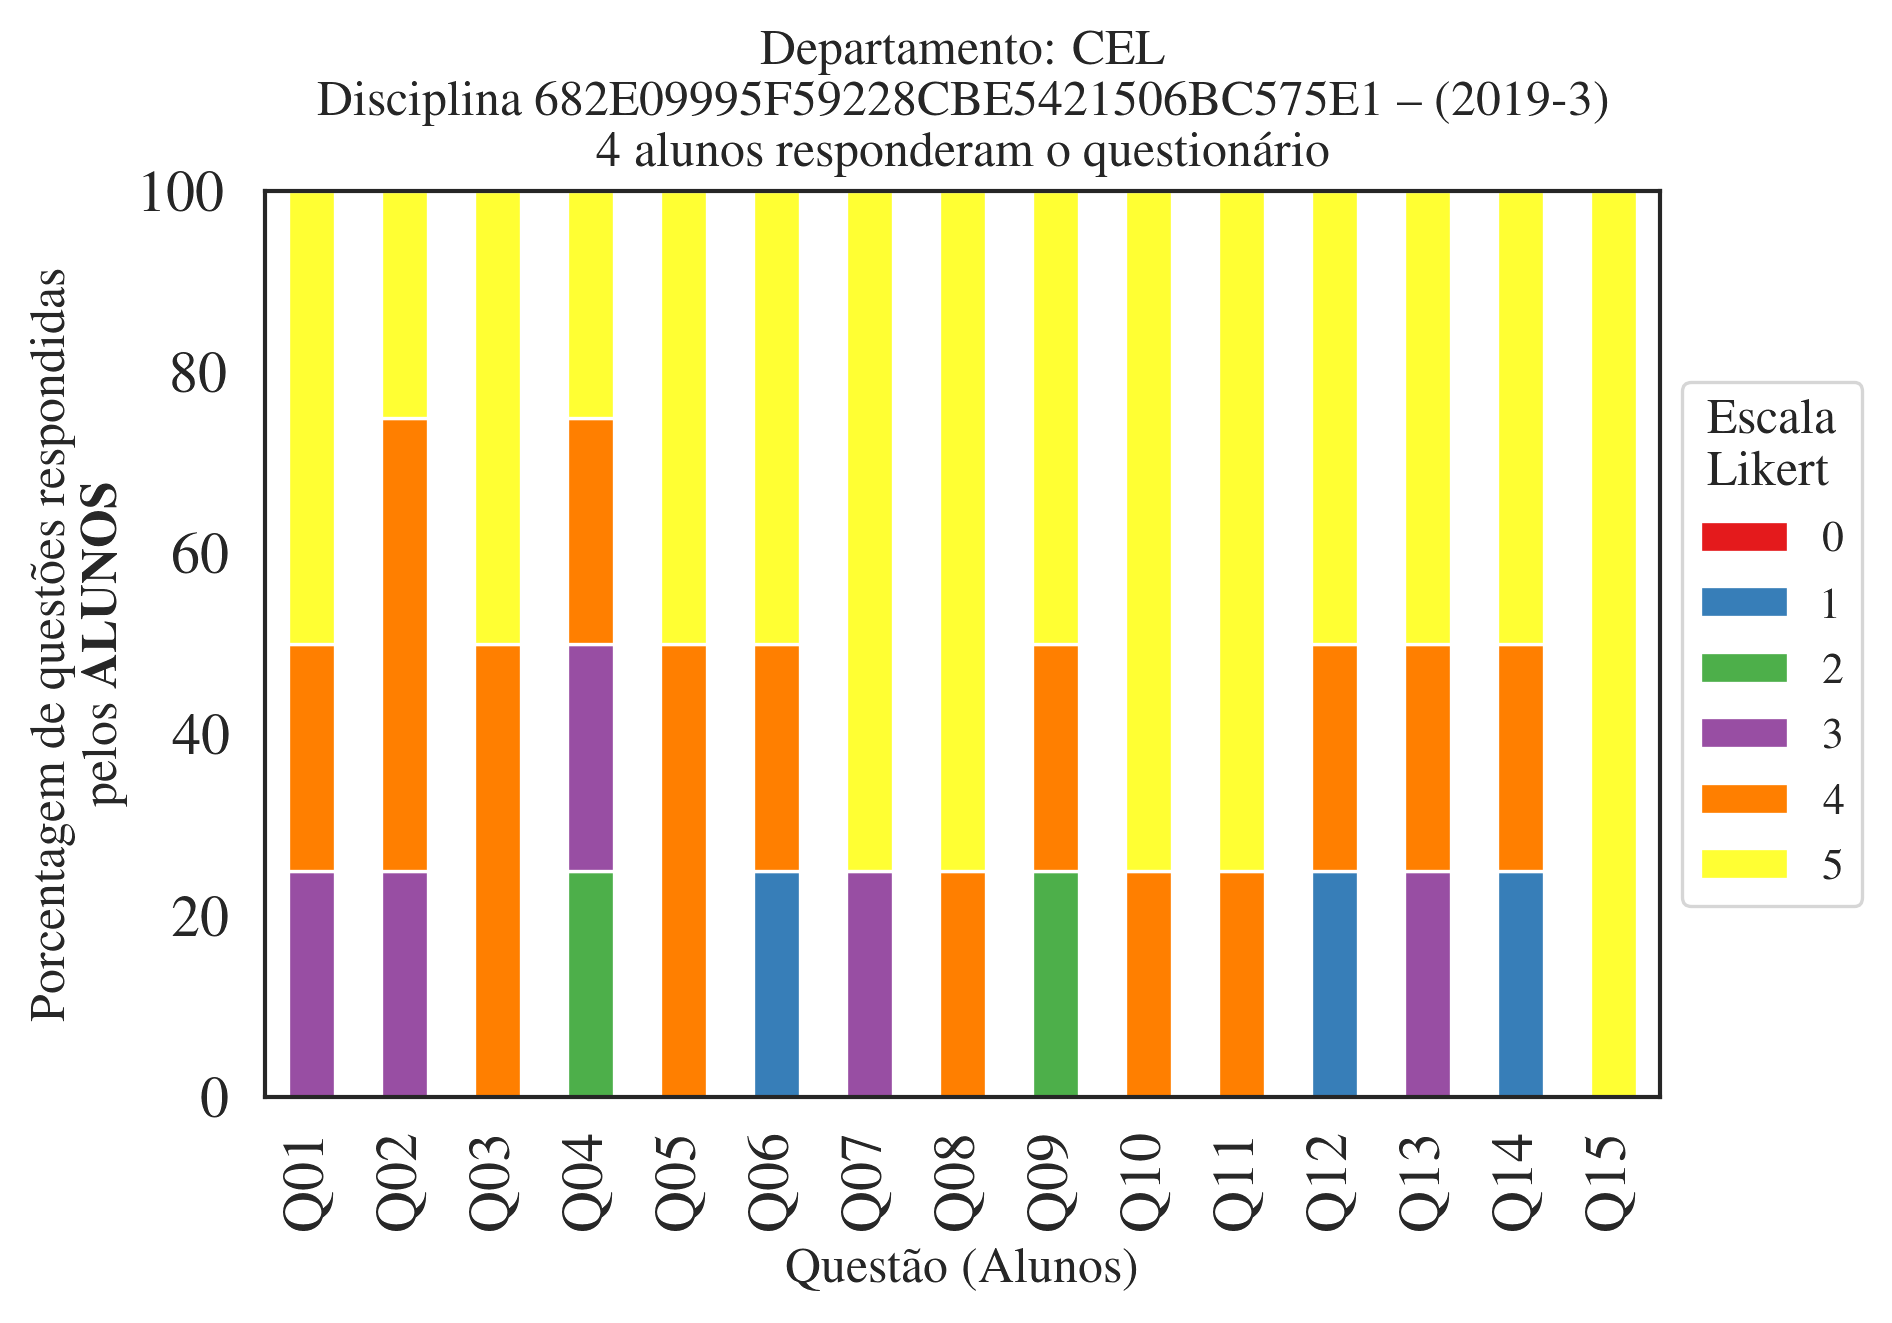 Departamento: CEL
Disciplina 682E09995F59228CBE5421506BC575E1 – (2019-3)
4 alunos responderam o questionário
Porcentagem de questões respondidas
pelos ALUNOS
100
80
60
40
20
0
Q01
Q02
Q03
Q04
Q05
Q06
Q07
Q08
Q09
Q10
Q11
Q12
Q13
Q14
Q15
Questão (Alunos)
Escala
Likert
0
1
2
3
4
5